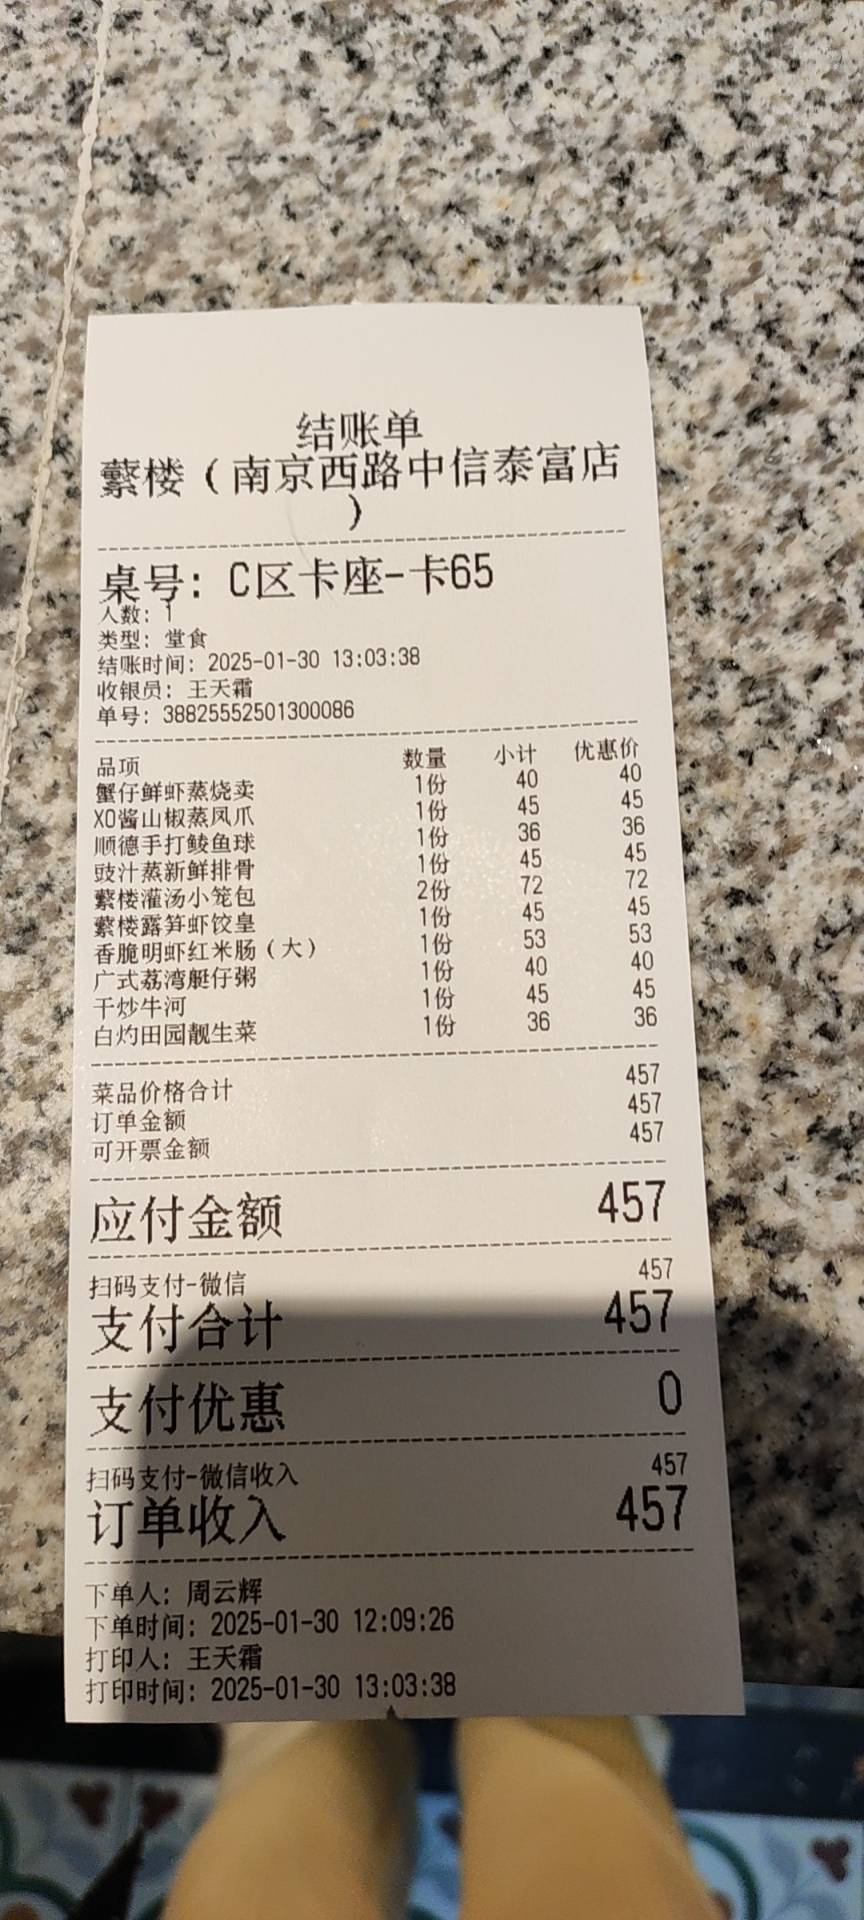 结账单
蘩楼（南京西路中信泰富店
）
桌号: C区卡座-卡65
人数: 1
类型: 堂食
结账时间: 2025-01-30 13:03:38
收银员: 王天霜
单号: 38825552501300086
品项 数量 小计 优惠价
蟹仔鲜虾蒸烧卖 1份 40 40
XO酱山椒蒸凤爪 1份 45 45
顺德手打鲮鱼球 1份 36 36
豉汁蒸新鲜排骨 1份 45 45
蘩楼灌汤小笼包 2份 72 72
蘩楼露笋虾饺皇 1份 45 45
香脆明虾红米肠（大） 1份 53 53
广式荔湾艇仔粥 1份 40 40
干炒牛河 1份 45 45
白灼田园靓生菜 1份 36 36
菜品价格合计 457
订单金额 457
可开票金额 457
应付金额 457
扫码支付-微信 457
支付合计 457
支付优惠 0
扫码支付-微信收入 457
订单收入 457
下单人: 周云辉
下单时间: 2025-01-30 12:09:26
打印人: 王天霜
打印时间: 2025-01-30 13:03:38